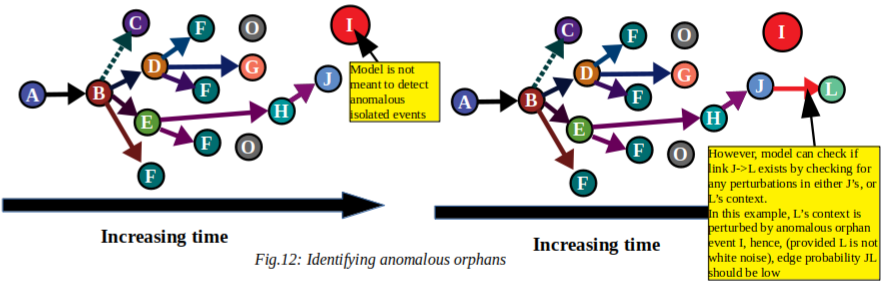 C
F
O
I
D
G
J
F
A
B
E
H
F
O
F
Model is not
meant to detect
anomalous
isolated events
Increasing time
C
F
O
I
D
G
J
L
F
A
B
E
H
F
O
F
However, model can check if
link J->L exists by checking for
any perturbations in either J's, or
L's context.
In this example, L's context is
perturbed by anomalous orphan
event I, hence, (provided L is not
white noise), edge probability JL
should be low
Increasing time
Fig.12: Identifying anomalous orphans